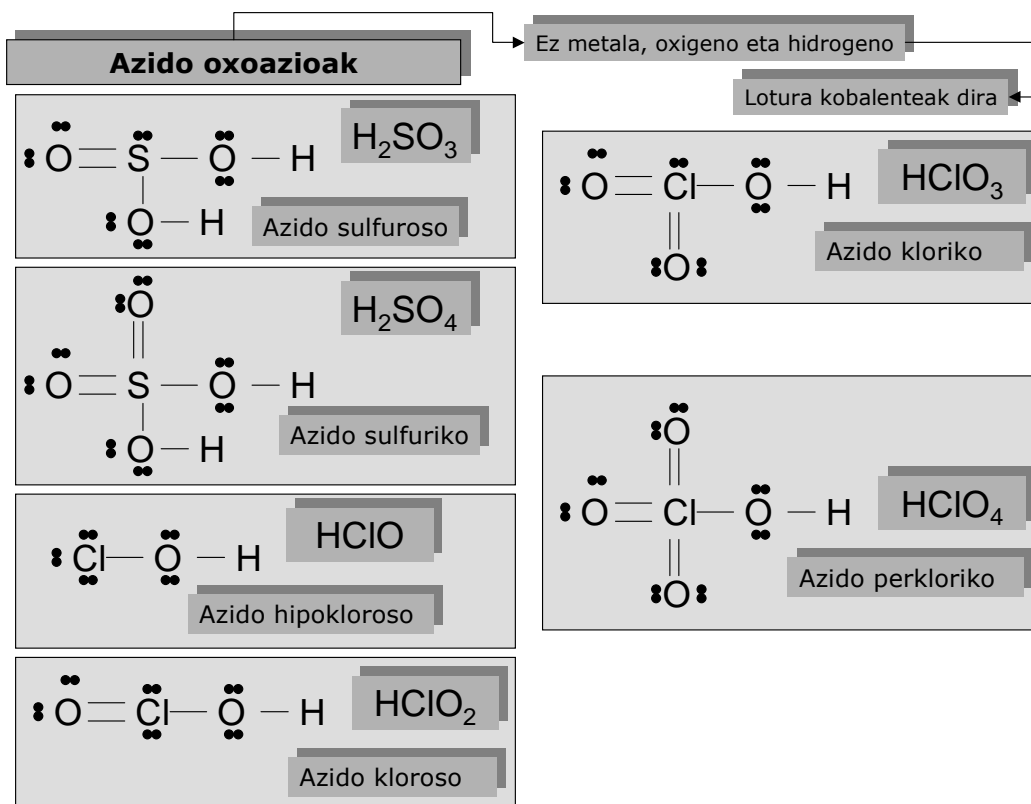 Azido oxoazioak
Ez metala, oxigeno eta hidrogeno
Lotura kobalenteak dira
O S O H
O H
H₂SO₃
Azido sulfuroso
O
O S O H
O H
H₂SO₄
Azido sulfuriko
Cl O H
HClO
Azido hipokloroso
O Cl O H
HClO₂
Azido kloroso
O Cl O H
O
HClO₃
Azido kloriko
O
O Cl O H
O
HClO₄
Azido perkloriko